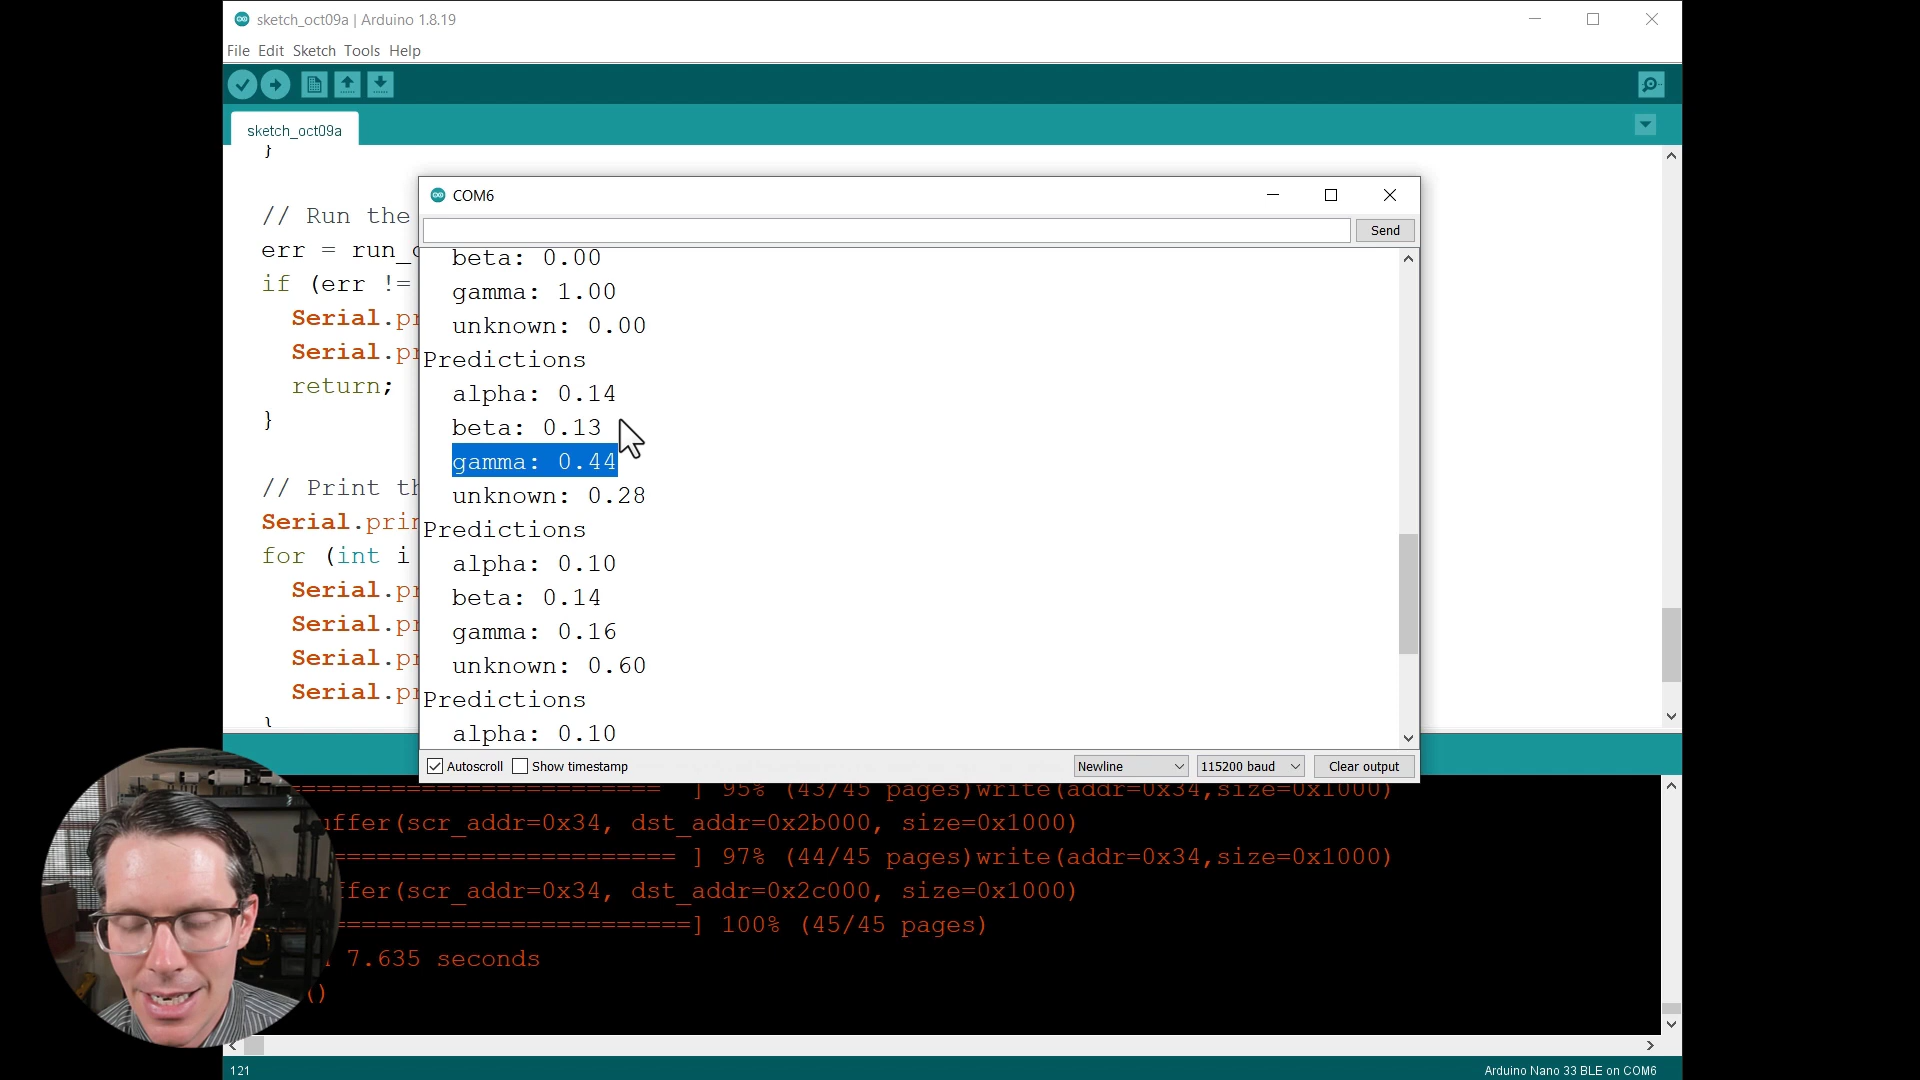 sketch_oct09a | Arduino 1.8.19
File Edit Sketch Tools Help
sketch_oct09a
}
// Run the
err = run_
if (err !=
Serial.pr
Serial.pr
return;
}
// Print th
Serial.prin
for (int i
Serial.pr
Serial.pr
Serial.pr
Serial.pr
}
COM6
Send
beta: 0.00
gamma: 1.00
unknown: 0.00
Predictions
alpha: 0.14
beta: 0.13
gamma: 0.44
unknown: 0.28
Predictions
alpha: 0.10
beta: 0.14
gamma: 0.16
unknown: 0.60
Predictions
alpha: 0.10
Autoscroll Show timestamp Newline 115200 baud Clear output
============================ ] 95% (43/45 pages)write(addr=0x34,size=0x1000)
uffer(scr_addr=0x34, dst_addr=0x2b000, size=0x1000)
======================= ] 97% (44/45 pages)write(addr=0x34,size=0x1000)
ffer(scr_addr=0x34, dst_addr=0x2c000, size=0x1000)
========================] 100% (45/45 pages)
7.635 seconds
()
121
Arduino Nano 33 BLE on COM6